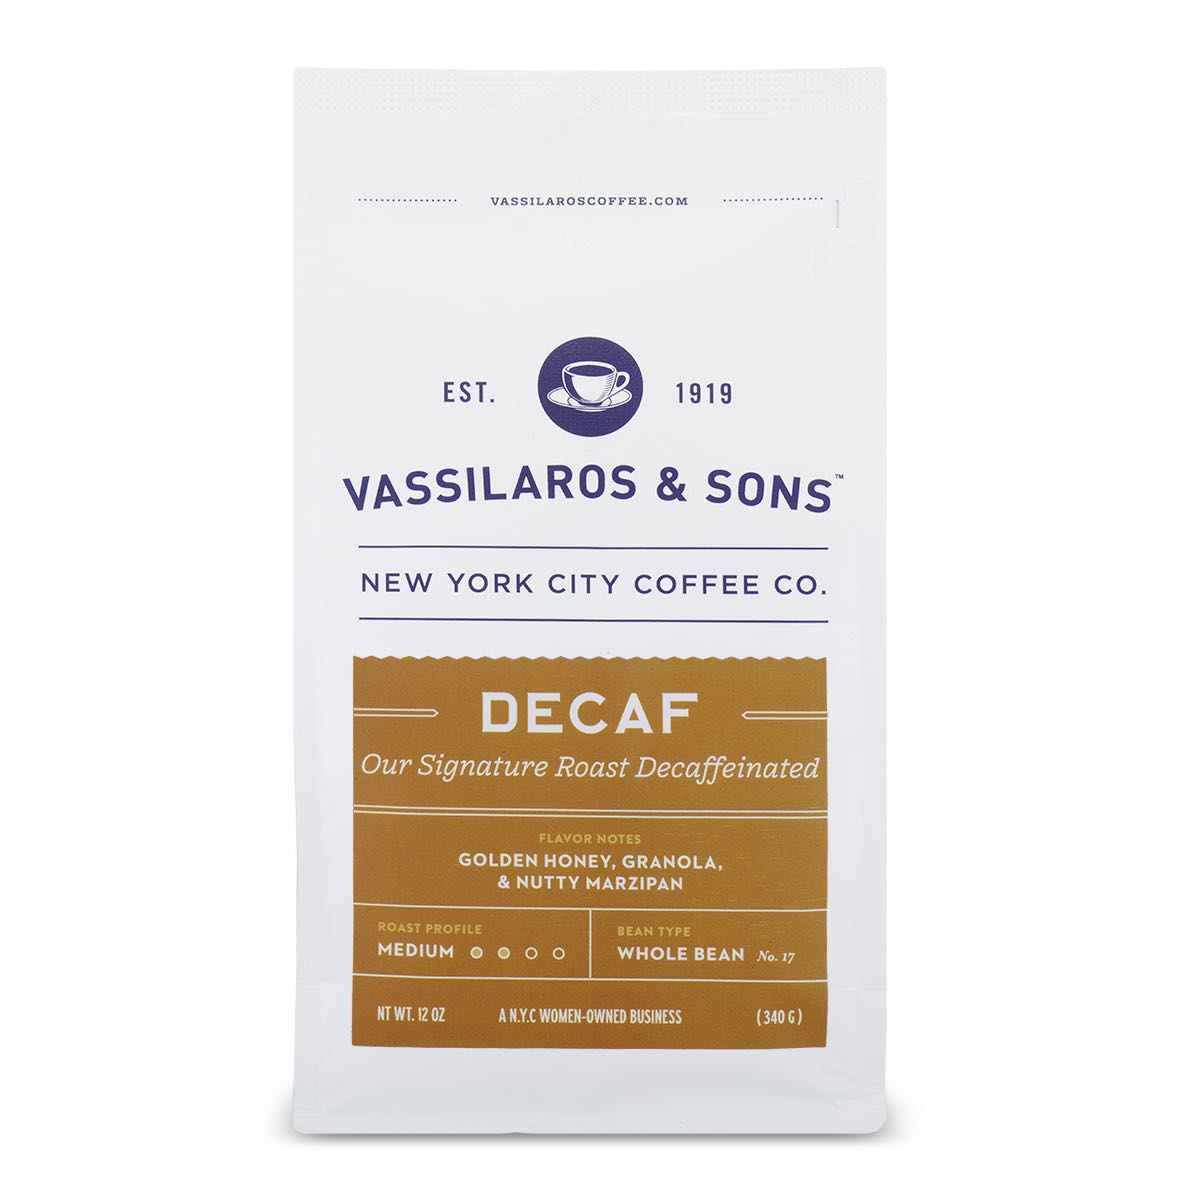 VASSILAROSCOFFEE.COM
EST. 1919
VASSILAROS & SONS™
NEW YORK CITY COFFEE CO.
DECAF
Our Signature Roast Decaffeinated
FLAVOR NOTES
GOLDEN HONEY, GRANOLA,
& NUTTY MARZIPAN
ROAST PROFILE
MEDIUM
BEAN TYPE
WHOLE BEAN No. 17
NT WT. 12 OZ A N.Y.C WOMEN-OWNED BUSINESS (340 G)